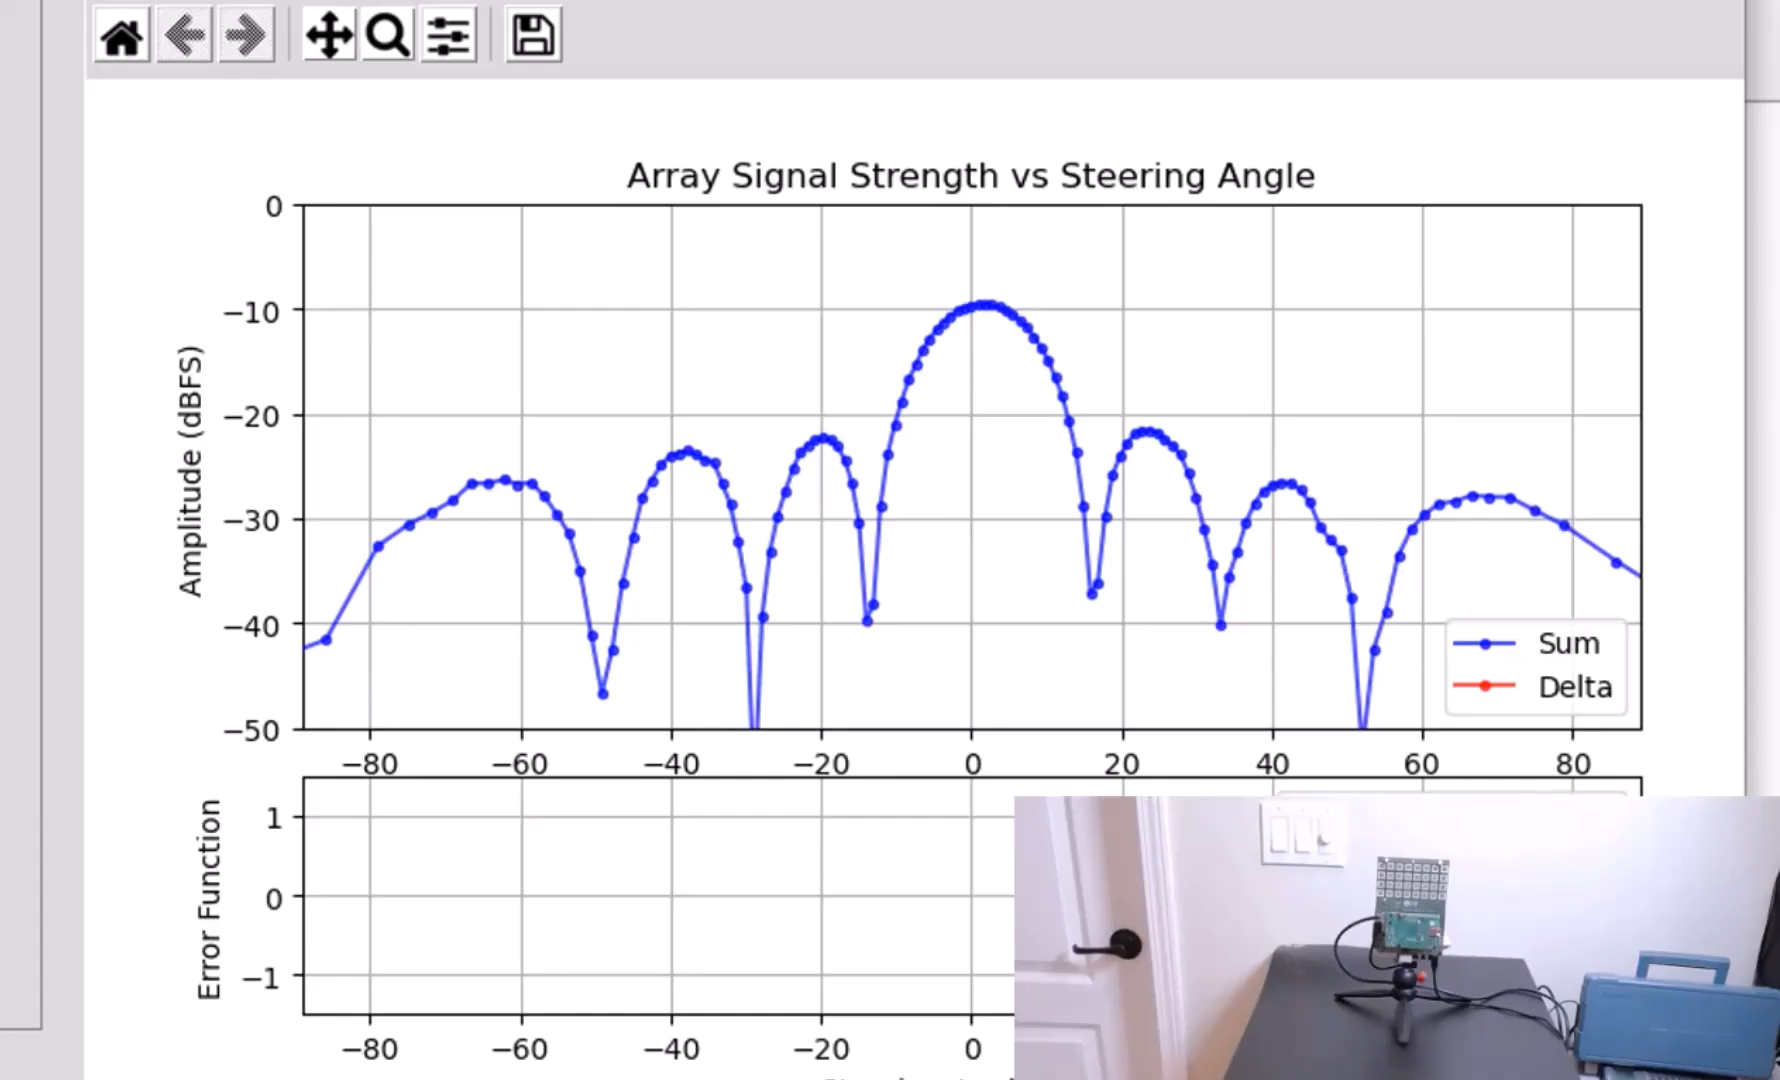 Array Signal Strength vs Steering Angle
Amplitude (dBFS)
0
−10
−20
−30
−40
−50
Sum
Delta
−80 −60 −40 −20 0 20 40 60 80
Error Function
1
0
−1
−80 −60 −40 −20 0